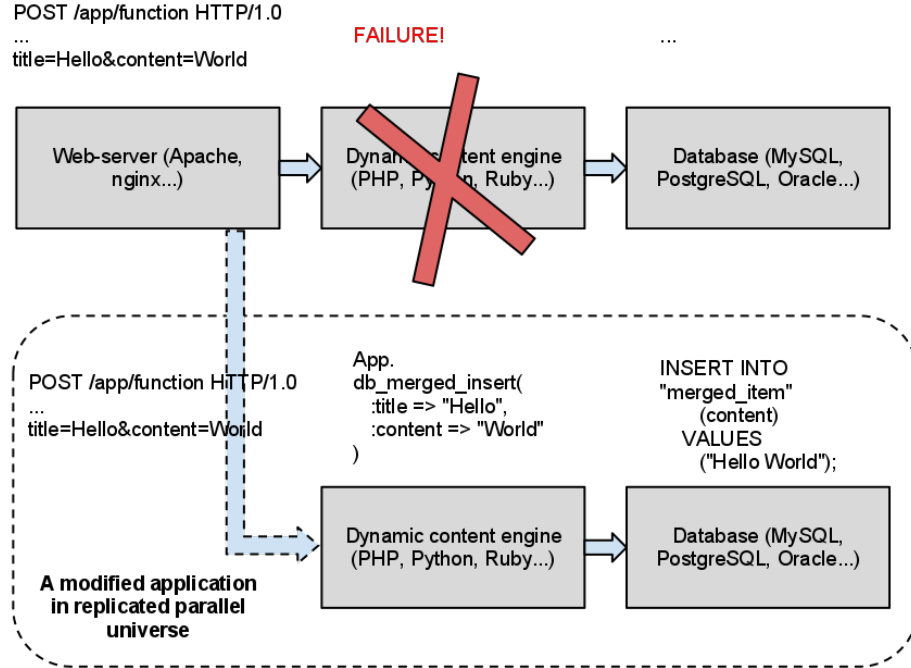 POST /app/function HTTP/1.0
...
title=Hello&content=World
FAILURE!
...
Web-server (Apache,
nginx...)
Dynamic content engine
(PHP, Python, Ruby...)
Database (MySQL,
PostgreSQL, Oracle...)
POST /app/function HTTP/1.0
...
title=Hello&content=World
App.
db_merged_insert(
:title => "Hello",
:content => "World"
)
INSERT INTO
"merged_item"
(content)
VALUES
("Hello World");
Dynamic content engine
(PHP, Python, Ruby...)
Database (MySQL,
PostgreSQL, Oracle...)
A modified application
in replicated parallel
universe